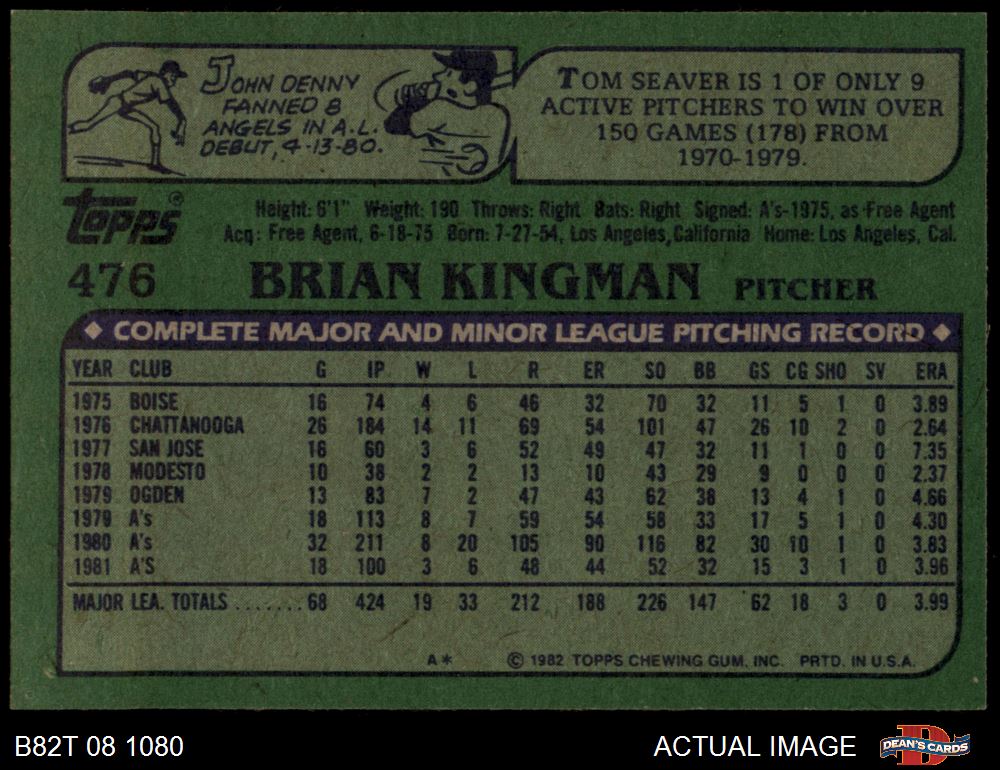 JOHN DENNY
FANNED 8
ANGELS IN A.L.
DEBUT, 4-13-80.
TOM SEAVER IS 1 OF ONLY 9
ACTIVE PITCHERS TO WIN OVER
150 GAMES (178) FROM
1970-1979.
topps®
Height: 6'1" Weight: 190 Throws: Right Bats: Right Signed: A's-1975, as Free Agent
Acq: Free Agent, 6-18-75 Born: 7-27-54, Los Angeles, California Home: Los Angeles, Cal.
476 BRIAN KINGMAN PITCHER
◆ COMPLETE MAJOR AND MINOR LEAGUE PITCHING RECORD ◆
YEAR CLUB G IP W L R ER SO BB GS CG SHO SV ERA
1975 BOISE 16 74 4 6 46 32 70 32 11 5 1 0 3.89
1976 CHATTANOOGA 26 184 14 11 69 54 101 47 26 10 2 0 2.64
1977 SAN JOSE 16 60 3 6 52 49 47 32 11 1 0 0 7.35
1978 MODESTO 10 38 2 2 13 10 43 29 9 0 0 0 2.37
1979 OGDEN 13 83 7 2 47 43 62 38 13 4 1 0 4.66
1979 A's 18 113 8 7 59 54 58 33 17 5 1 0 4.30
1980 A's 32 211 8 20 105 90 116 82 30 10 1 0 3.83
1981 A'S 18 100 3 6 48 44 52 32 15 3 1 0 3.96
MAJOR LEA. TOTALS ....... 68 424 19 33 212 188 226 147 62 18 3 0 3.99
A* © 1982 TOPPS CHEWING GUM, INC. PRTD. IN U.S.A.
B82T 08 1080 ACTUAL IMAGE D DEAN'S CARDS